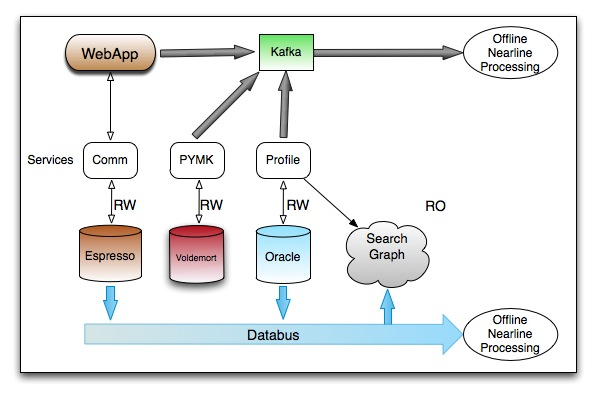 WebApp
Kafka
Offline
Nearline
Processing
Services
Comm
PYMK
Profile
RW
RW
RW
RO
Espresso
Voldemort
Oracle
Search
Graph
Databus
Offline
Nearline
Processing